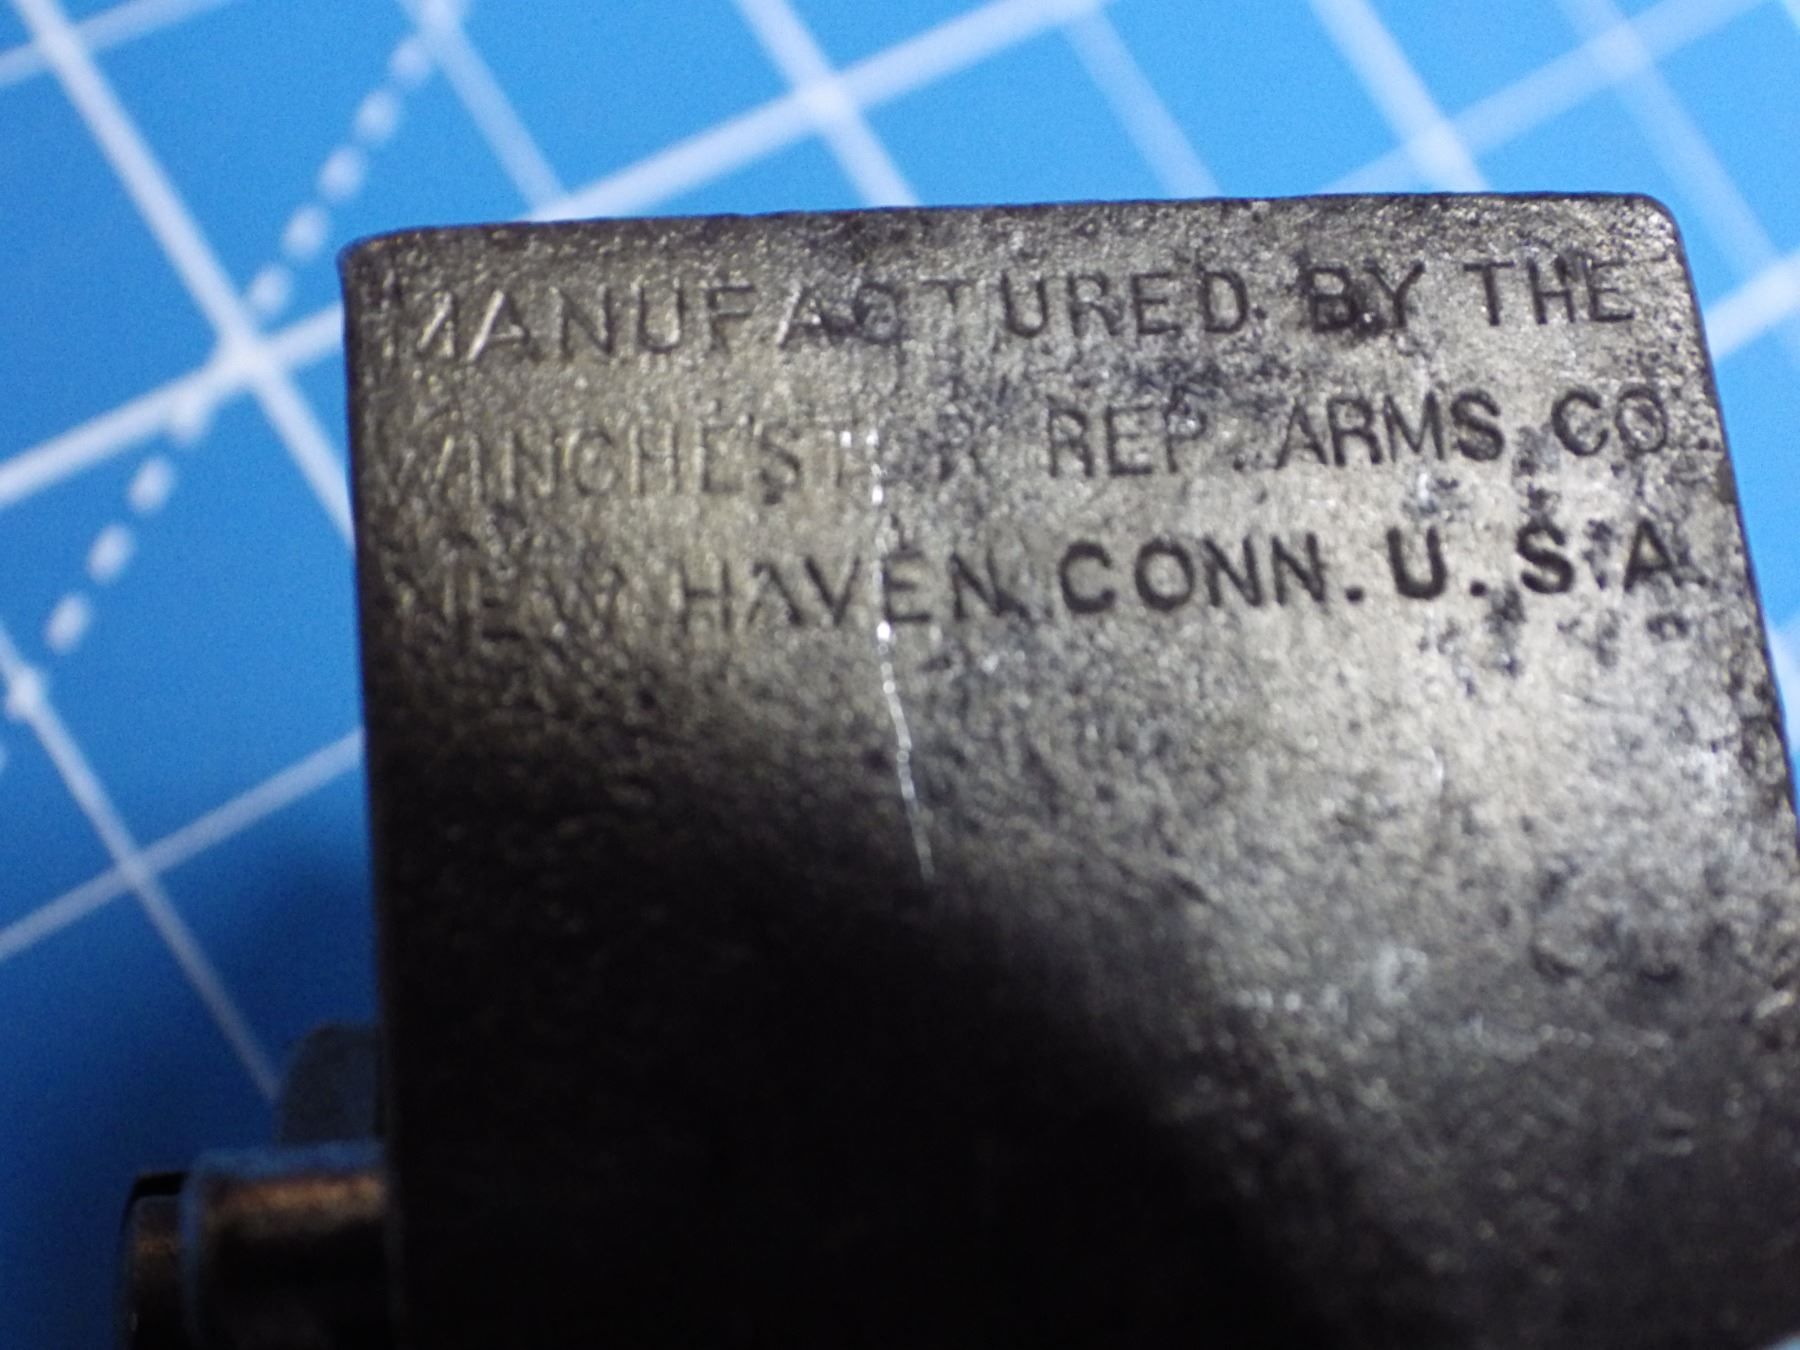 MANUFACTURED BY THE
WINCHESTER REP. ARMS CO.
NEW HAVEN. CONN. U.S.A.